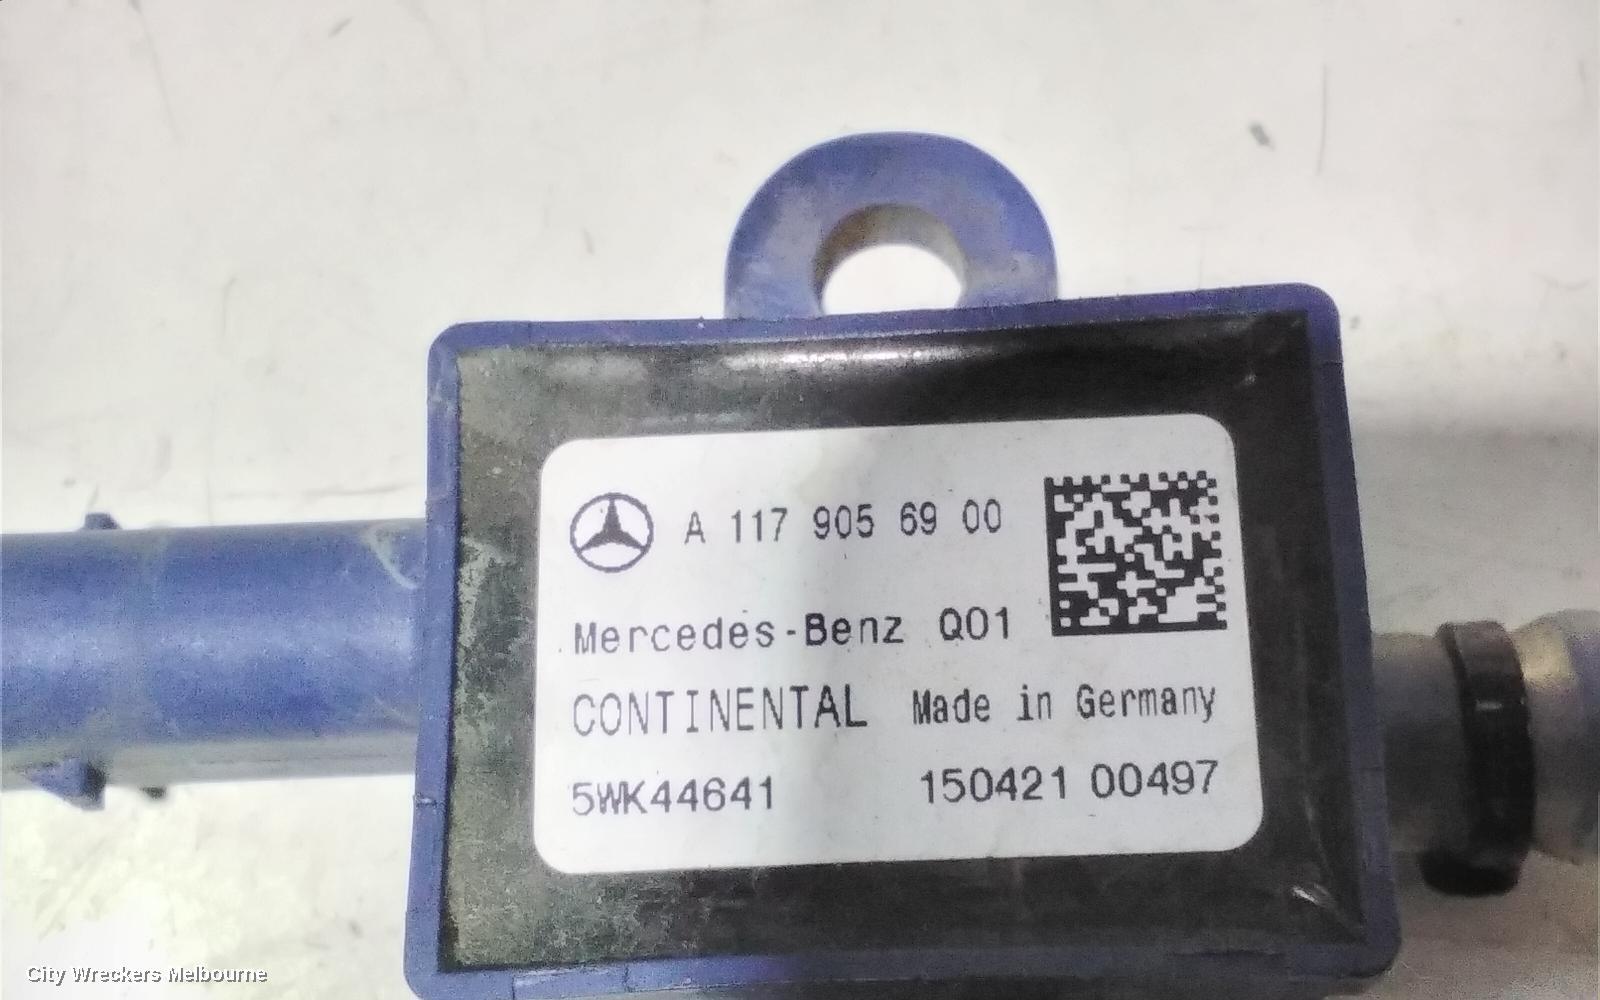 A 117 905 69 00
Mercedes-Benz Q01
CONTINENTAL Made in Germany
5WK44641 150421 00497
City Wreckers Melbourne